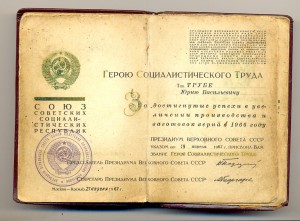 СОЮЗ
СОВЕТСКИХ
СОЦИАЛИ-
СТИЧЕСКИХ
РЕСПУБЛИК
Герою Социалистического Труда
Тов. ТРУБЕ
Юрию Васильевичу
За достигнутые успехи в уве-
личении производства и
заготовок
в 1965 году
ПРЕЗИДИУМ ВЕРХОВНОГО СОВЕТА СССР
УКАЗОМ от
ПРИСВОИЛ ВАМ
ЗВАНИЕ ГЕРОЯ СОЦИАЛИСТИЧЕСКОГО ТРУДА
Председатель Президиума Верховного Совета СССР
Секретарь Президиума Верховного Совета СССР
Москва — Кремль,